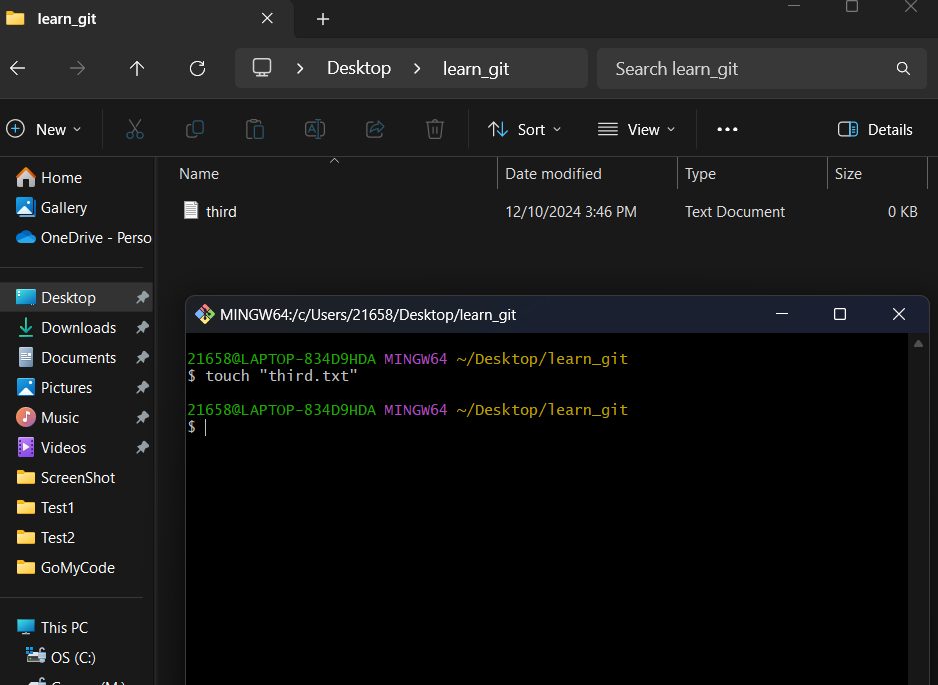 learn_git
Desktop > learn_git
Search learn_git
New
Sort
View
Details
Name Date modified Type Size
third 12/10/2024 3:46 PM Text Document 0 KB
Home
Gallery
OneDrive - Perso
Desktop
Downloads
Documents
Pictures
Music
Videos
ScreenShot
Test1
Test2
GoMyCode
This PC
OS (C:)
MINGW64:/c/Users/21658/Desktop/learn_git
21658@LAPTOP-834D9HDA MINGW64 ~/Desktop/learn_git
$ touch "third.txt"
21658@LAPTOP-834D9HDA MINGW64 ~/Desktop/learn_git
$